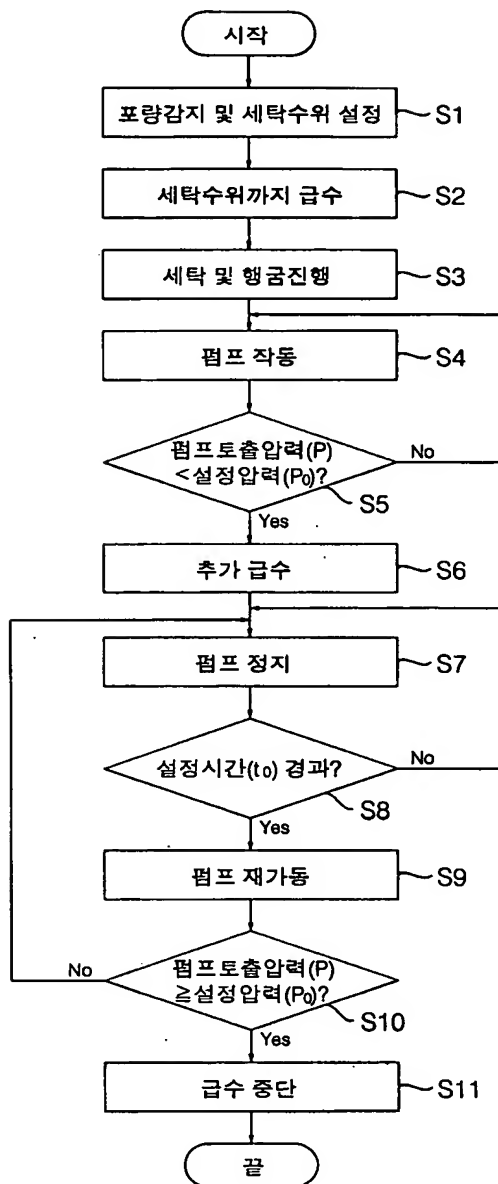 시작
포량감지 및 세탁수위 설정
S1
세탁수위까지 급수
S2
세탁 및 행굼진행
S3
펌프 작동
S4
펌프토출압력(P)
<설정압력(P₀)?
No
S5
Yes
추가 급수
S6
펌프 정지
S7
설정시간(t₀) 경과?
No
S8
Yes
펌프 재가동
S9
No
펌프토출압력(P)
≧설정압력(P₀)?
S10
Yes
급수 중단
S11
끝